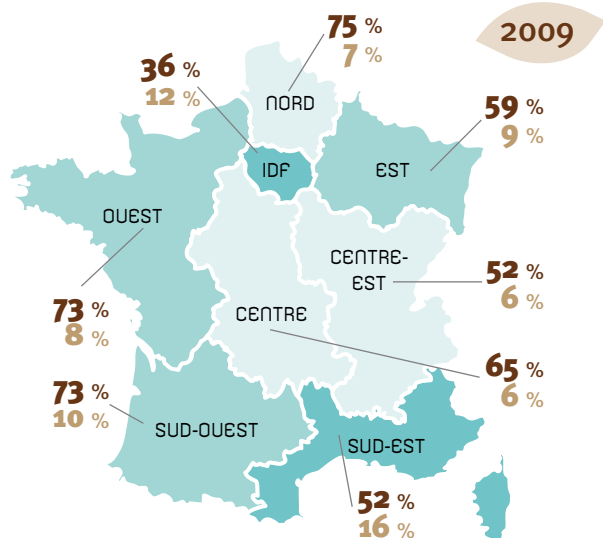 2009
75 %
7 %
NORD
36 %
12 %
IDF
59 %
9 %
EST
OUEST
73 %
8 %
CENTRE-
EST
52 %
6 %
CENTRE
65 %
6 %
73 %
10 %
SUD-OUEST
SUD-EST
52 %
16 %